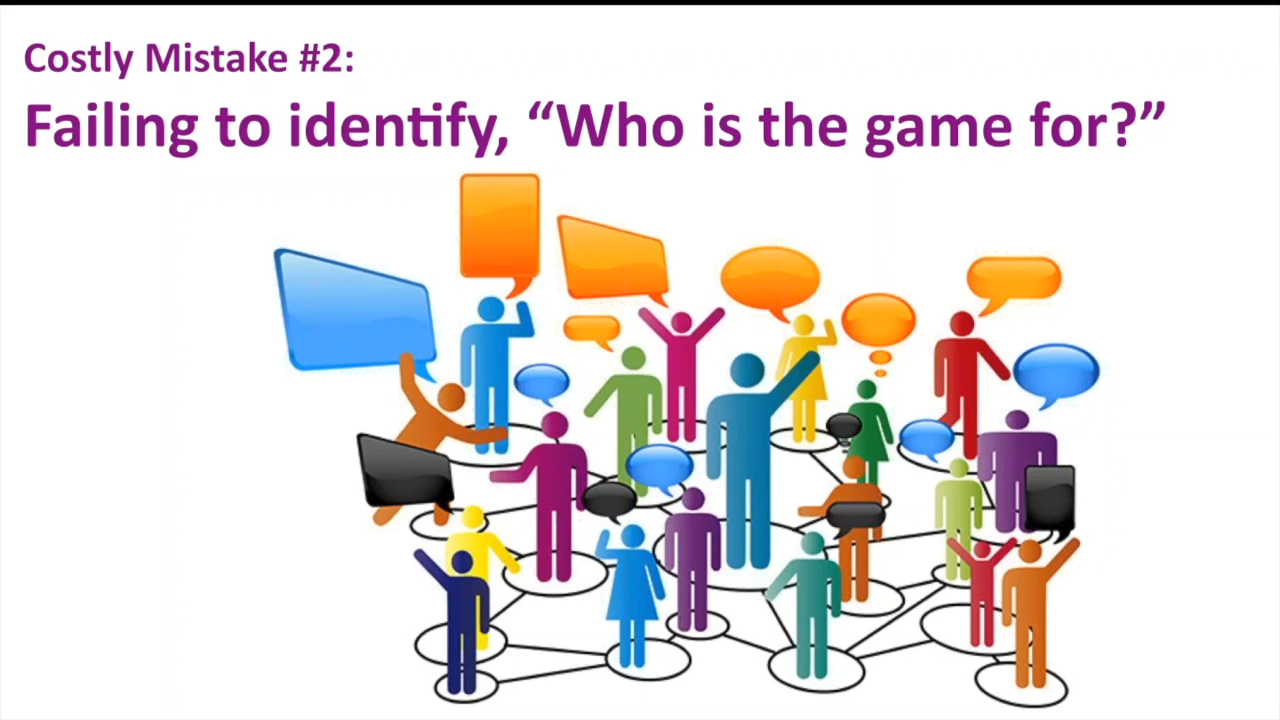 Costly Mistake #2:
Failing to identify, “Who is the game for?”